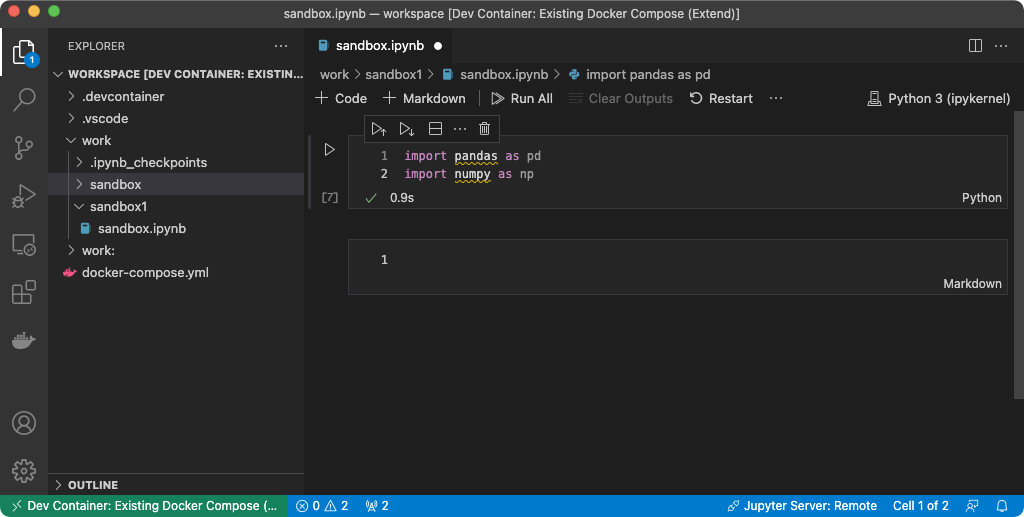 sandbox.ipynb — workspace [Dev Container: Existing Docker Compose (Extend)]
EXPLORER
WORKSPACE [DEV CONTAINER: EXISTIN...
.devcontainer
.vscode
work
.ipynb_checkpoints
sandbox
sandbox1
sandbox.ipynb
work:
docker-compose.yml
OUTLINE
1
sandbox.ipynb
work > sandbox1 > sandbox.ipynb > import pandas as pd
+ Code + Markdown Run All Clear Outputs Restart ... Python 3 (ipykernel)
1 import pandas as pd
2 import numpy as np
[7] 0.9s Python
1
Markdown
Dev Container: Existing Docker Compose (... 0 2 2 Jupyter Server: Remote Cell 1 of 2